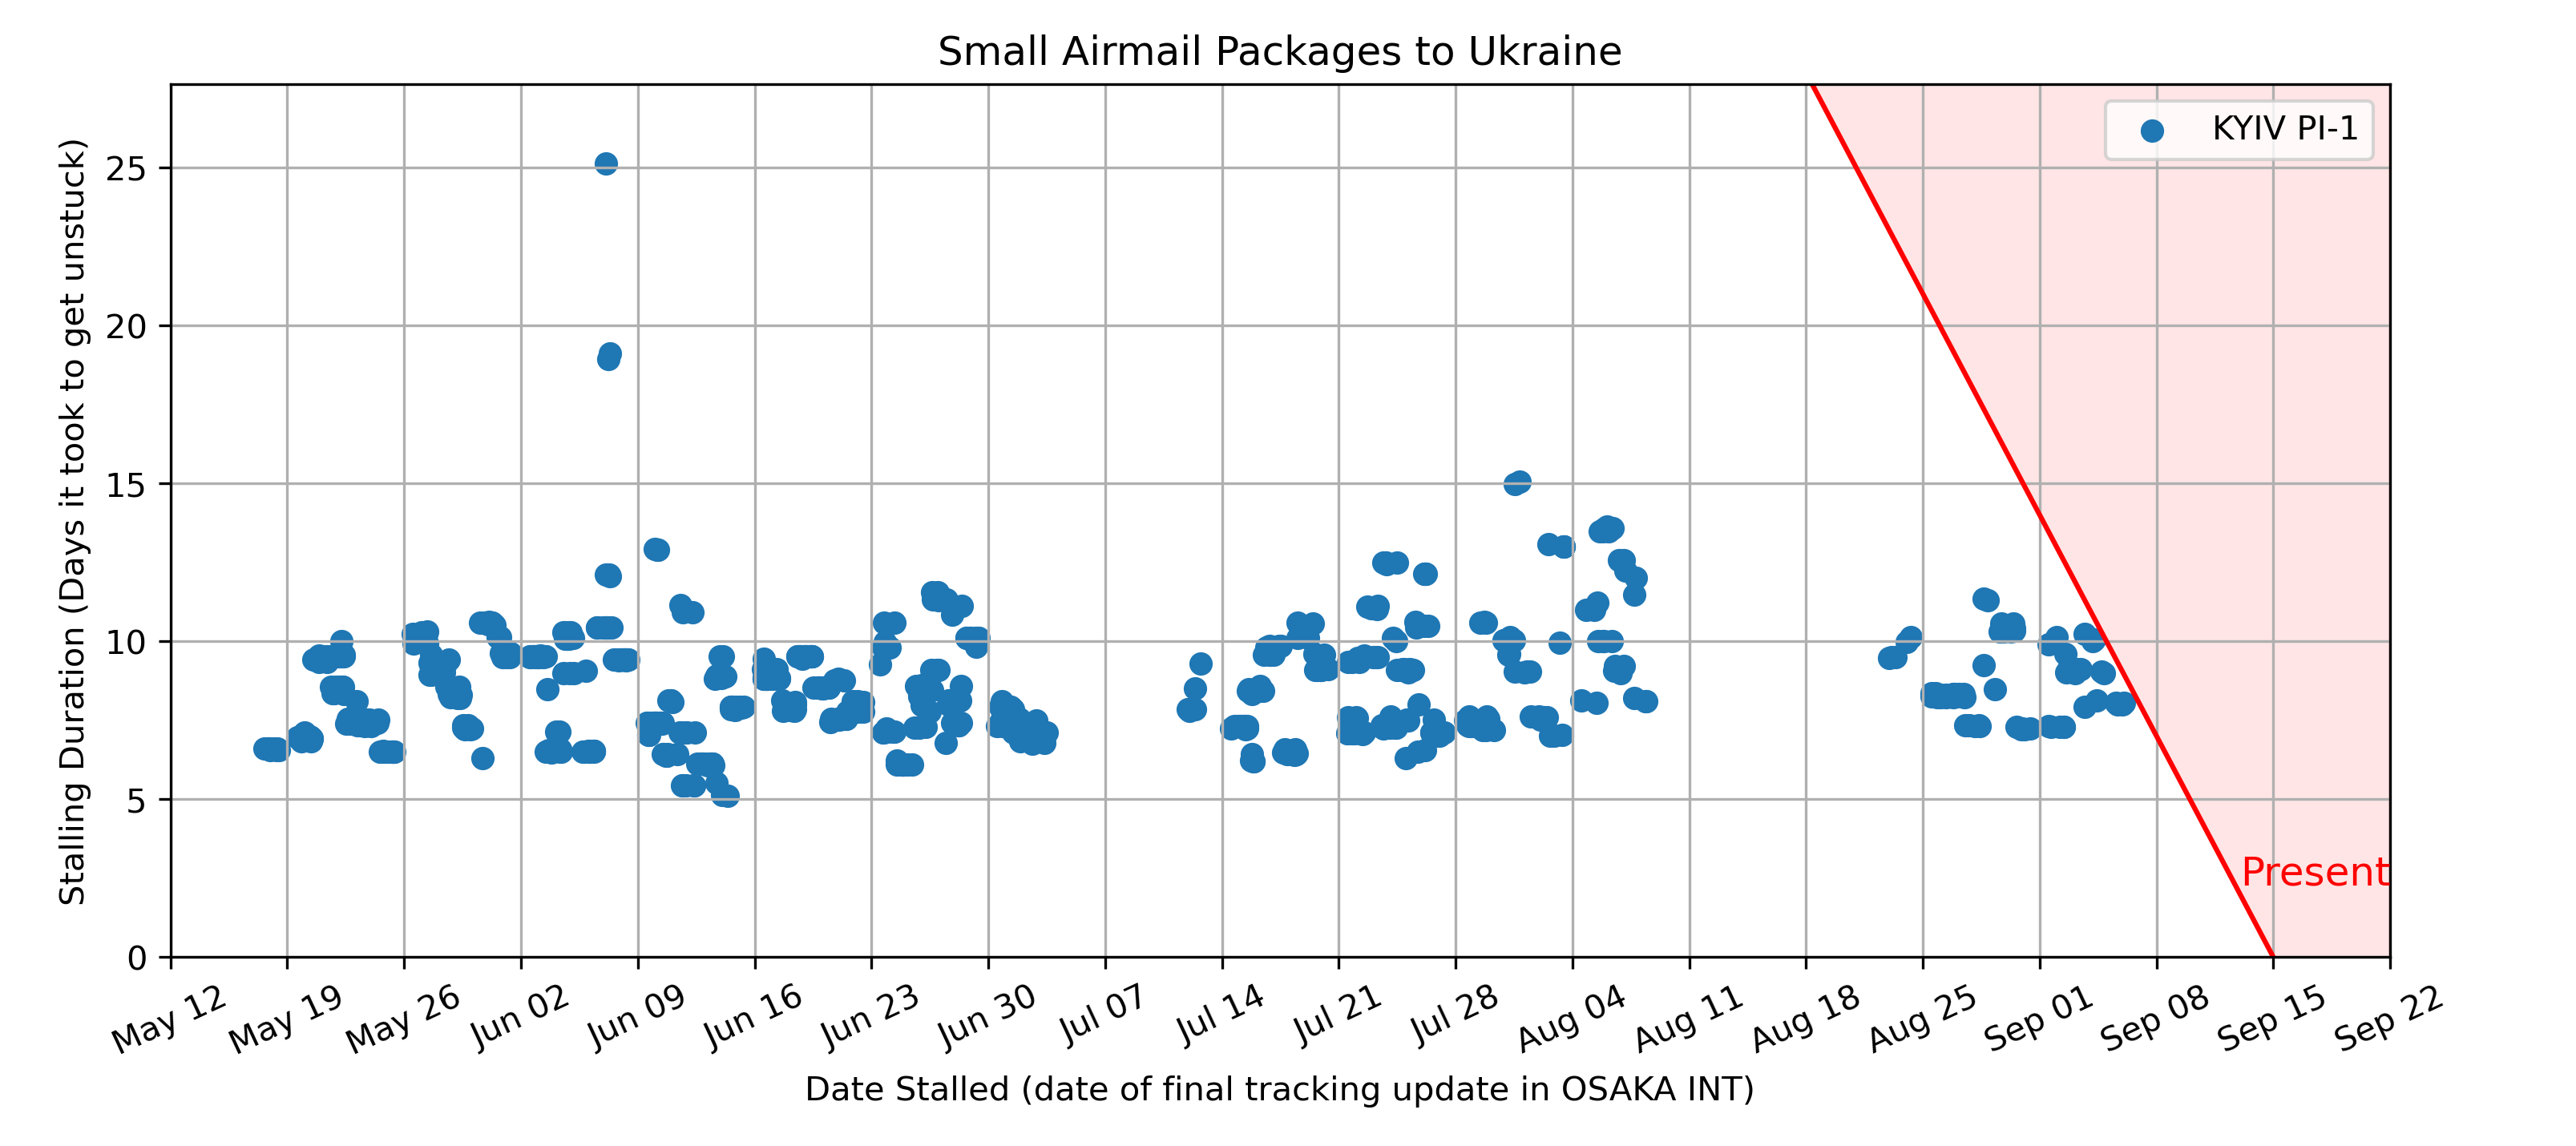 Small Airmail Packages to Ukraine
KYIV PI-1
Stalling Duration (Days it took to get unstuck)
25
20
15
10
5
0
Present
May 12
May 19
May 26
Jun 02
Jun 09
Jun 16
Jun 23
Jun 30
Jul 07
Jul 14
Jul 21
Jul 28
Aug 04
Aug 11
Aug 18
Aug 25
Sep 01
Sep 08
Sep 15
Sep 22
Date Stalled (date of final tracking update in OSAKA INT)